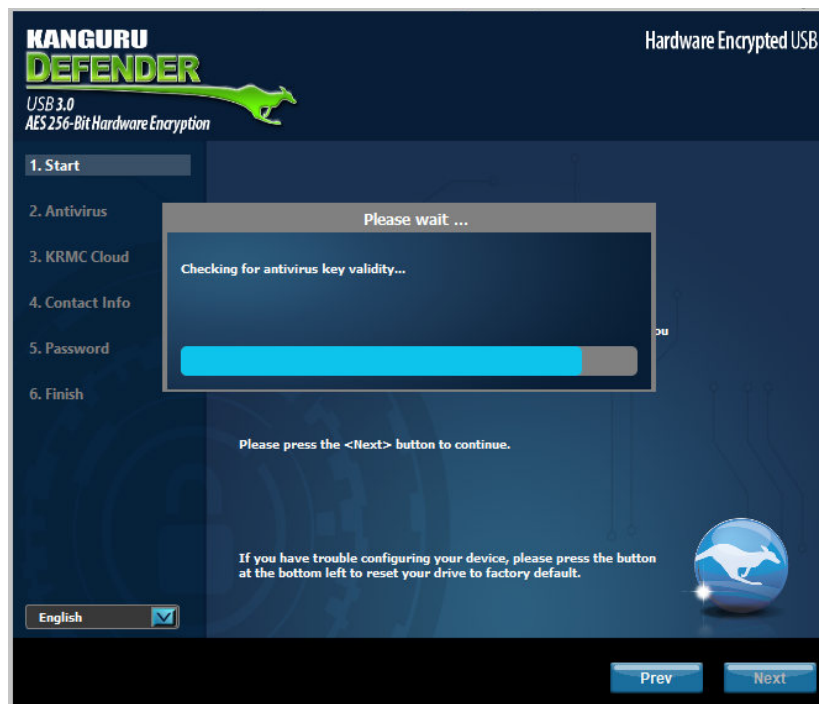 KANGURU
DEFENDER
Hardware Encrypted USB
USB 3.0
AES 256-Bit Hardware Encryption
1. Start
2. Antivirus
3. KRMC Cloud
4. Contact Info
5. Password
6. Finish
Please wait ...
Checking for antivirus key validity...
ou
Please press the <Next> button to continue.
If you have trouble configuring your device, please press the button
at the bottom left to reset your drive to factory default.
English
Prev
Next